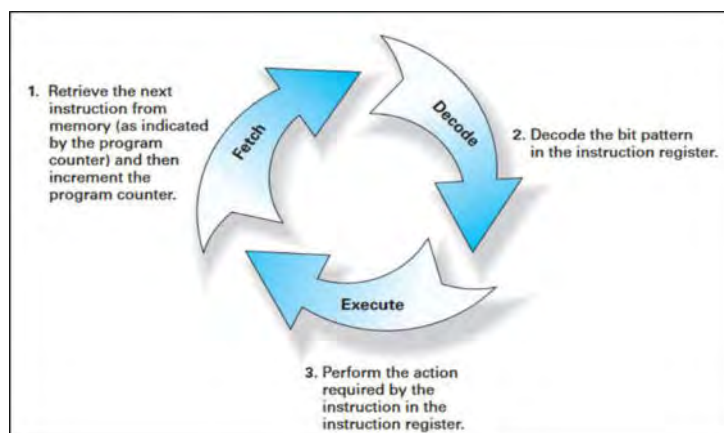 1. Retrieve the next
instruction from
memory (as indicated
by the program
counter) and then
increment the
program counter.
Fetch
Decode
2. Decode the bit pattern
in the instruction register.
Execute
3. Perform the action
required by the
instruction in the
instruction register.